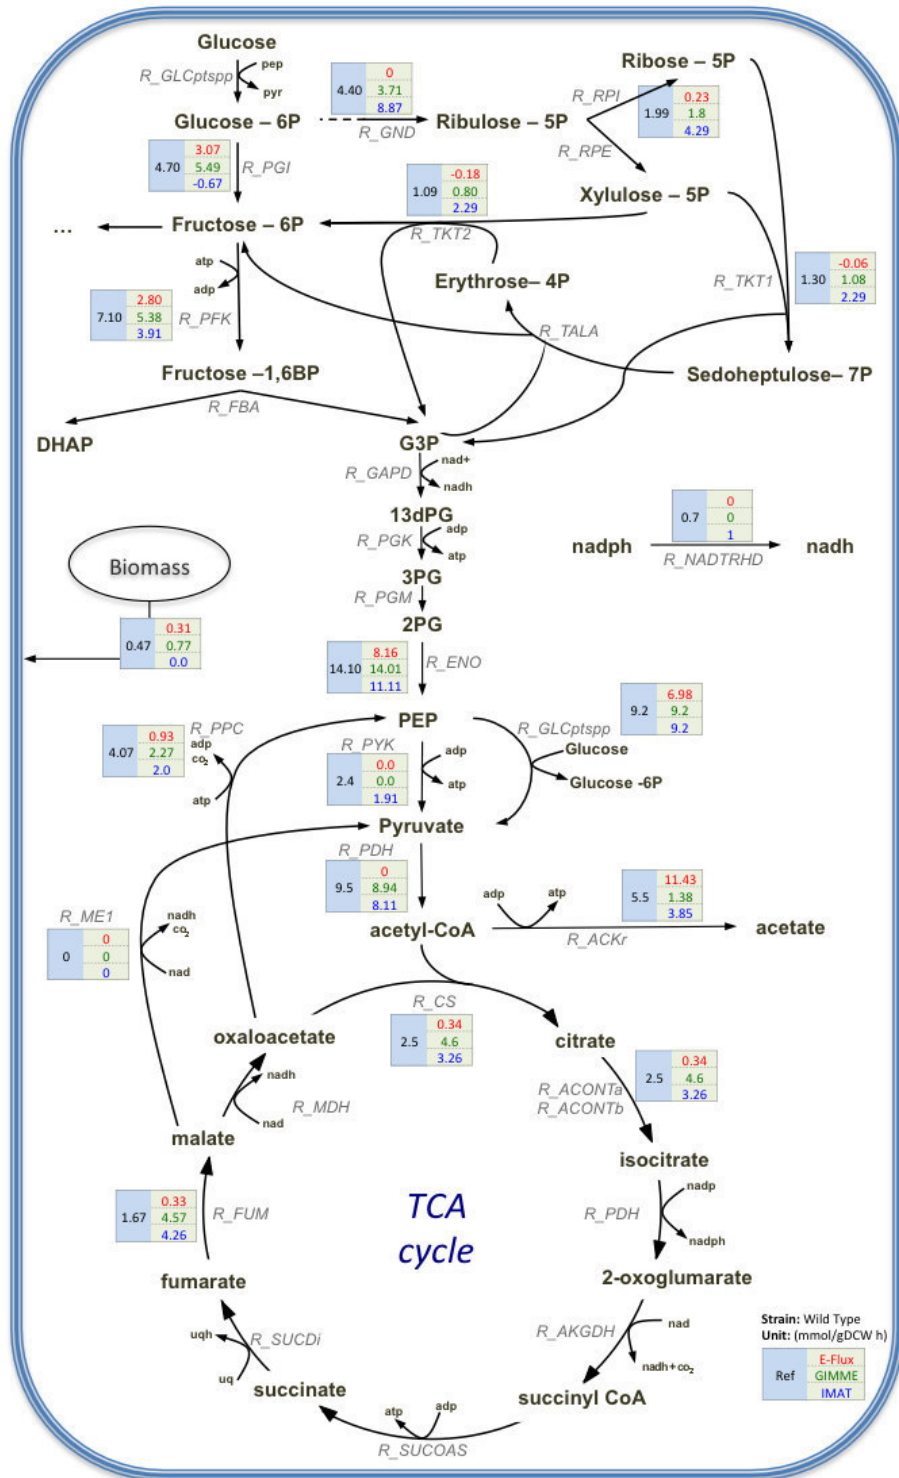 Glucose
R_GLCptspp
pep
pyr
Ribose – 5P
4.40
0
3.71
8.87
R_RPI
1.99
0.23
1.8
4.29
Glucose – 6P
R_GND
Ribulose – 5P
R_RPE
4.70
3.07
5.49
-0.67
R_PGI
1.09
-0.18
0.80
2.29
Xylulose – 5P
...
Fructose – 6P
R_TKT2
atp
adp
Erythrose – 4P
R_TKT1
1.30
-0.06
1.08
2.29
7.10
2.80
5.38
3.91
R_PFK
R_TALA
Fructose –1,6BP
Sedoheptulose– 7P
R_FBA
DHAP
G3P
R_GAPD
nad+
nadh
13dPG
R_PGK
adp
atp
0.7
0
0
1
nadph
R_NADTRHD
nadh
Biomass
3PG
R_PGM
2PG
0.47
0.31
0.77
0.0
14.10
8.16
14.01
11.11
R_ENO
9.2
6.98
9.2
9.2
PEP
R_GLCptspp
4.07
0.93
2.27
2.0
R_PPC
adp
co2
atp
R_PYK
2.4
0.0
0.0
1.91
adp
atp
Glucose
Glucose -6P
Pyruvate
R_PDH
9.5
0
8.94
8.11
5.5
11.43
1.38
3.85
adp
atp
R_ME1
0
0
0
0
nadh
co2
nad
acetyl-CoA
R_ACKr
acetate
R_CS
2.5
0.34
4.6
3.26
oxaloacetate
citrate
2.5
0.34
4.6
3.26
nadh
R_MDH
nad
R_ACONTa
R_ACONTb
malate
isocitrate
1.67
0.33
4.57
4.26
R_FUM
TCA
cycle
nadp
R_PDH
nadph
fumarate
2-oxoglumarate
uqh
R_SUCDi
uq
R_AKGDH
nad
nadh+co2
Strain: Wild Type
Unit: (mmol/gDCW h)
Ref
E-Flux
GIMME
IMAT
succinate
succinyl CoA
atp
adp
R_SUCOAS